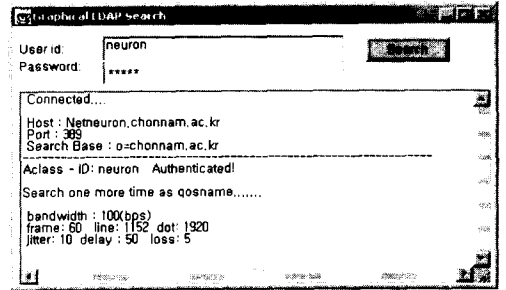 Graphical LDAP Search
User id: neuron
Search
Password: *****
Connected....
Host : Netneuron.chonnam.ac.kr
Port : 389
Search Base : o=chonnam.ac.kr
Aclass - ID: neuron Authenticated!
Search one more time as qosname.......
bandwidth : 100(bps)
frame: 60 line: 1152 dot: 1920
jitter: 10 delay : 50 loss: 5